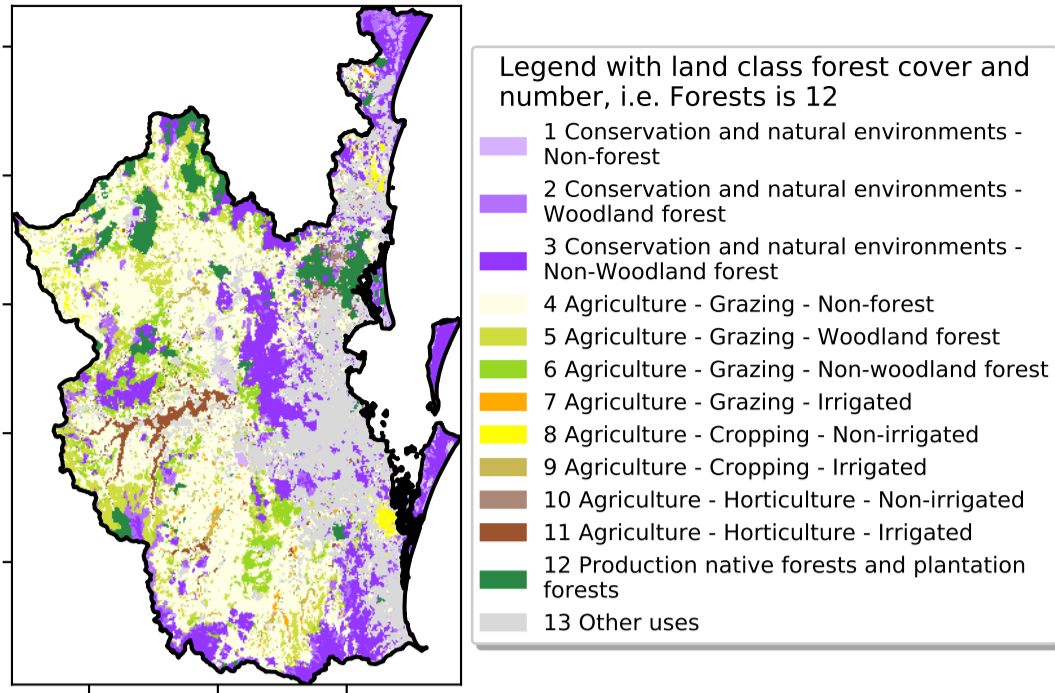 Legend with land class forest cover and
number, i.e. Forests is 12
1 Conservation and natural environments -
Non-forest
2 Conservation and natural environments -
Woodland forest
3 Conservation and natural environments -
Non-Woodland forest
4 Agriculture - Grazing - Non-forest
5 Agriculture - Grazing - Woodland forest
6 Agriculture - Grazing - Non-woodland forest
7 Agriculture - Grazing - Irrigated
8 Agriculture - Cropping - Non-irrigated
9 Agriculture - Cropping - Irrigated
10 Agriculture - Horticulture - Non-irrigated
11 Agriculture - Horticulture - Irrigated
12 Production native forests and plantation
forests
13 Other uses